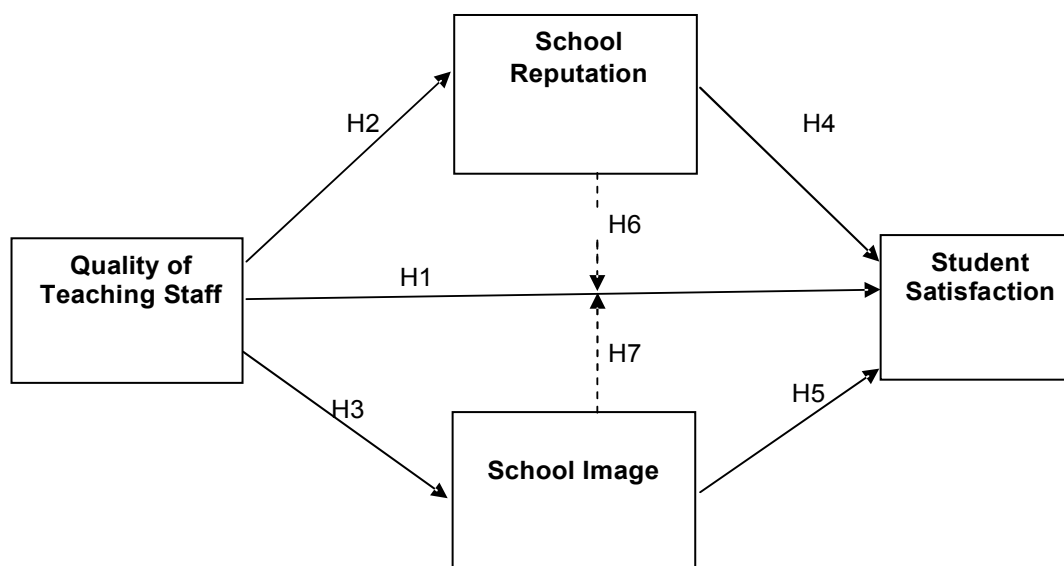 School
Reputation
H2
H4
H6
Quality of
Teaching Staff
H1
Student
Satisfaction
H7
H3
H5
School Image